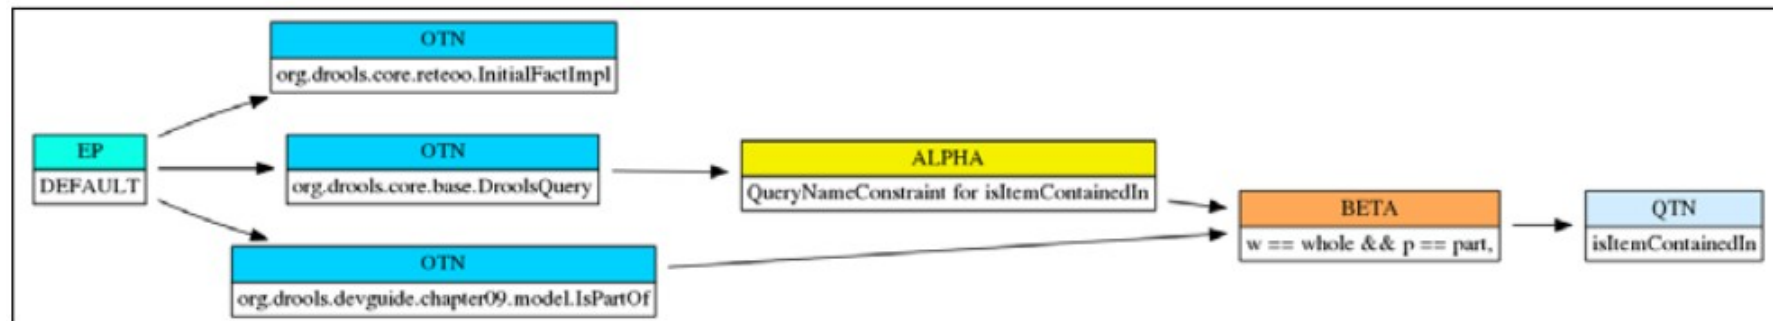 OTN
org.drools.core.reteoo.InitialFactImpl
EP
DEFAULT
OTN
org.drools.core.base.DroolsQuery
ALPHA
QueryNameConstraint for isItemContainedIn
OTN
org.drools.devguide.chapter09.model.IsPartOf
BETA
w == whole && p == part,
QTN
isItemContainedIn